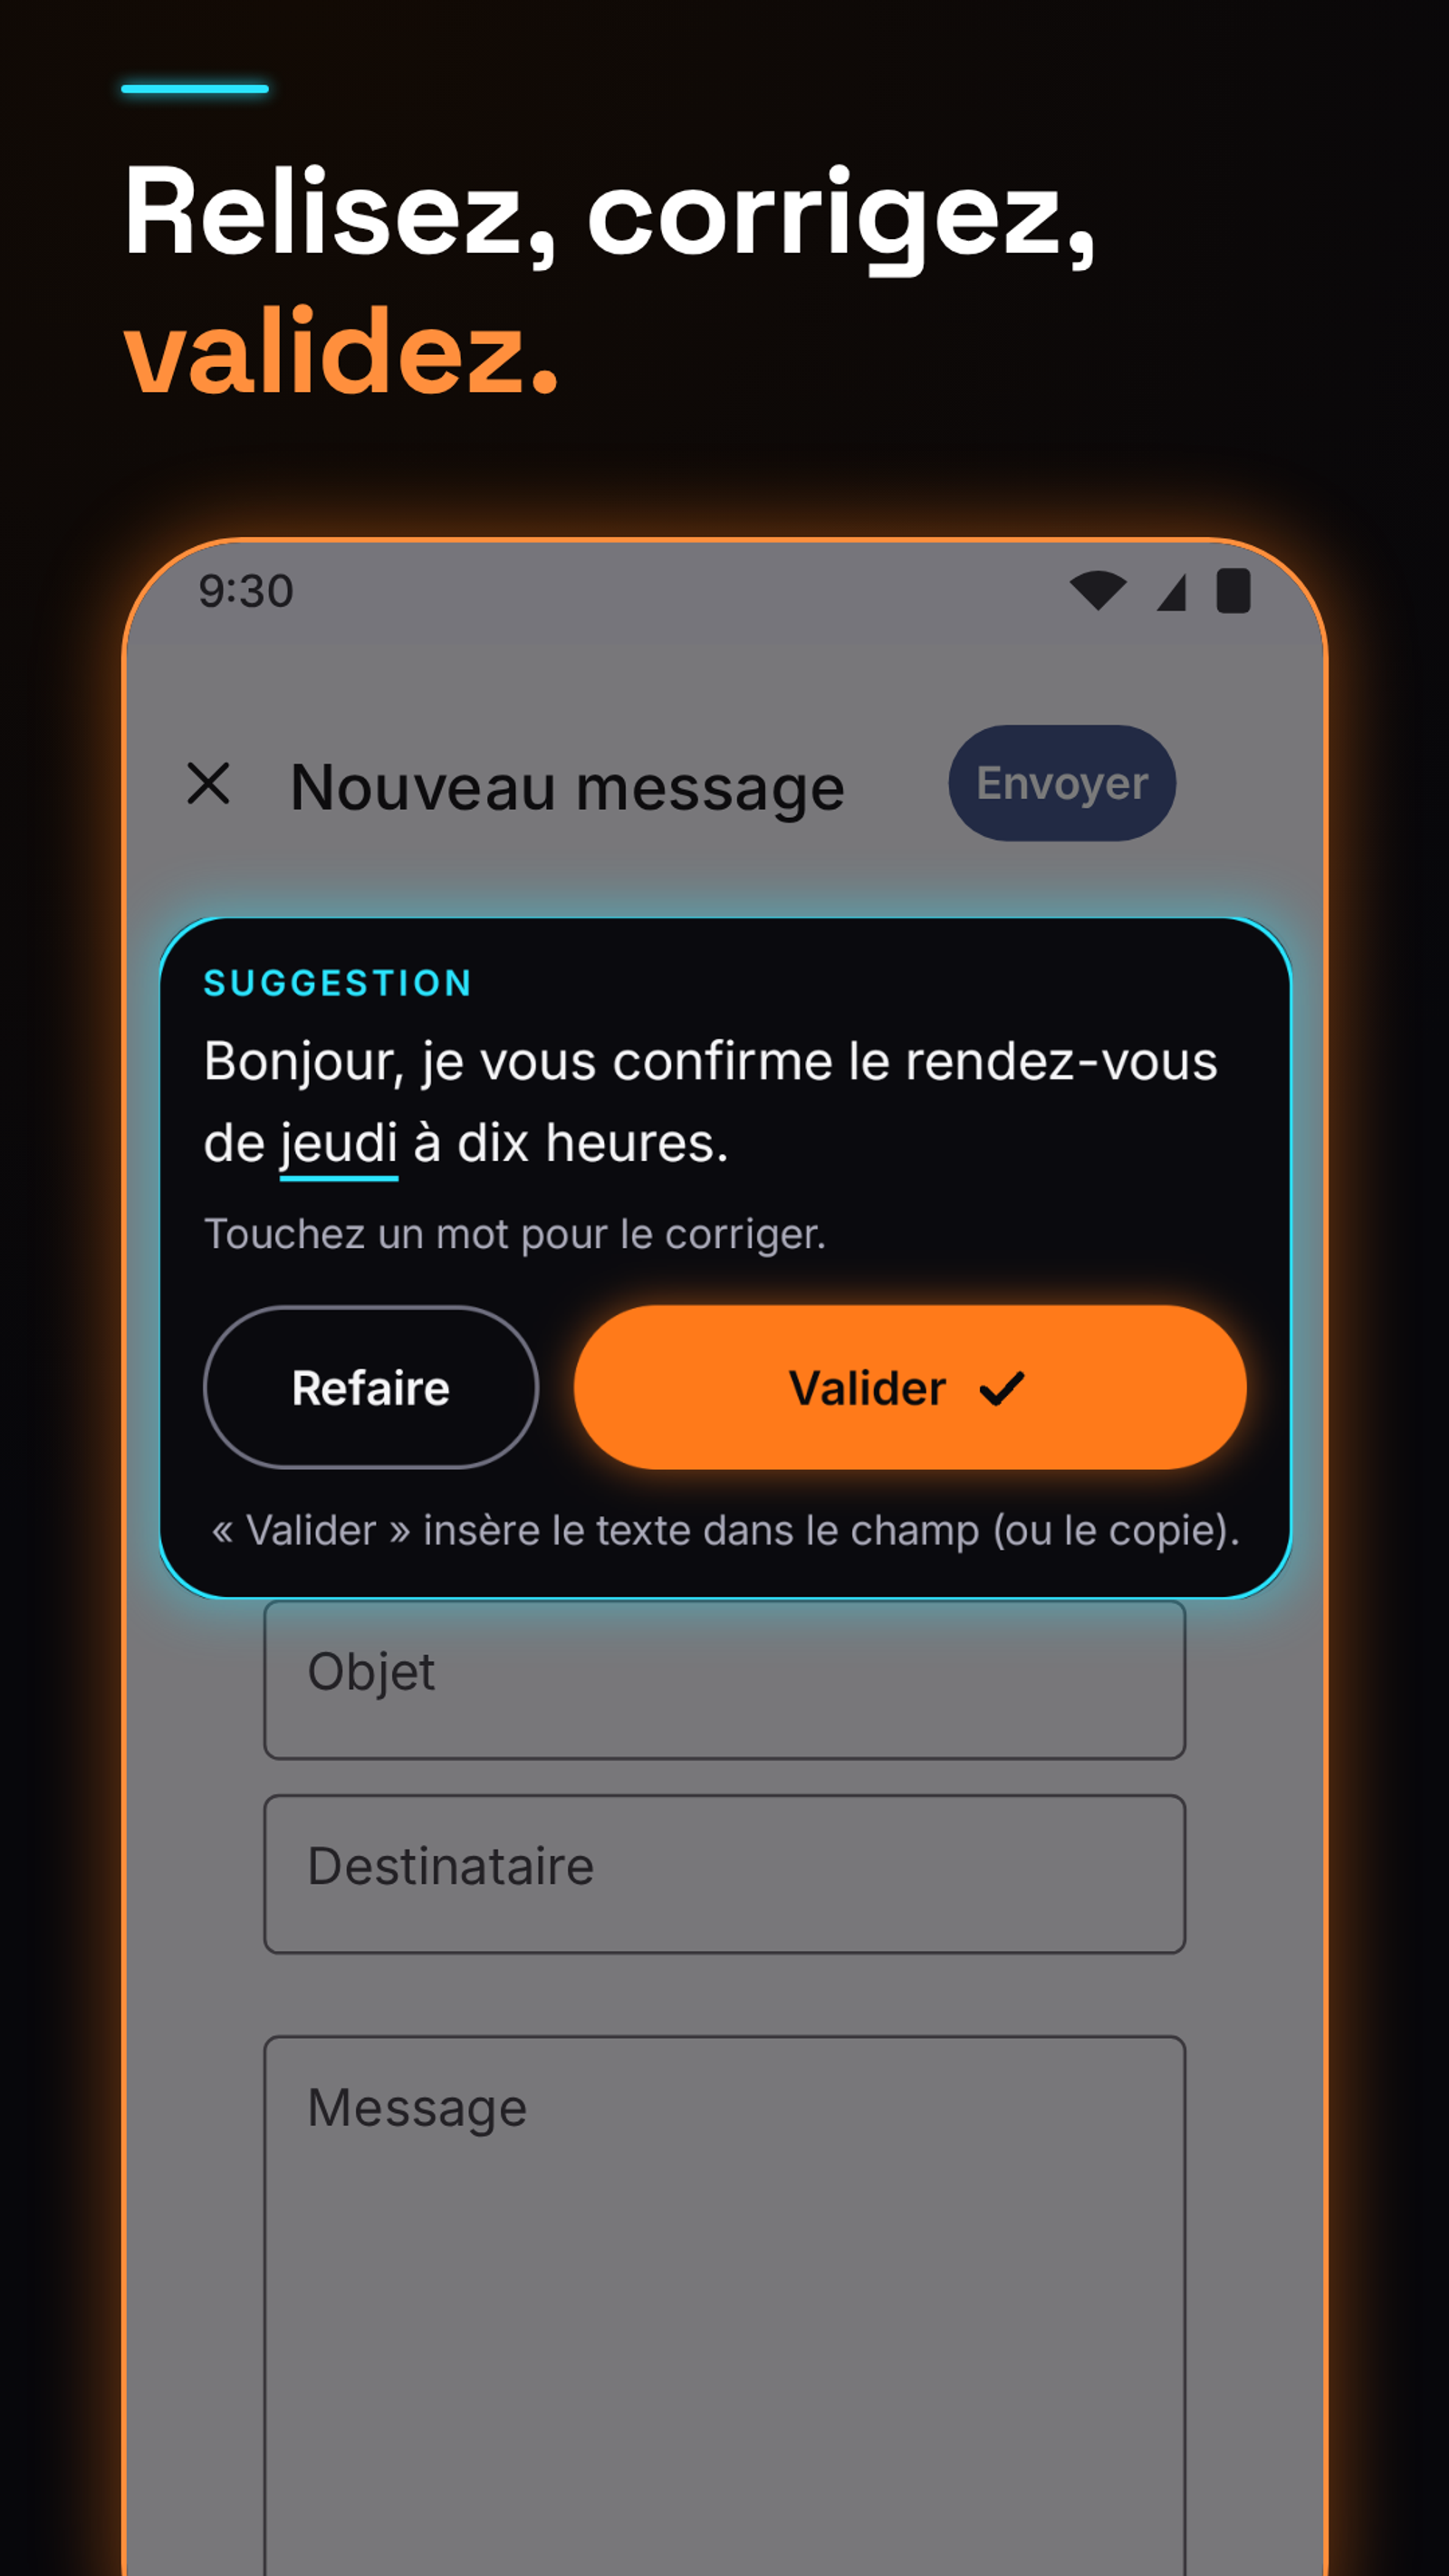 Relisez, corrigez,
validez.
9:30
Nouveau message
Envoyer
SUGGESTION
Bonjour, je vous confirme le rendez-vous
de jeudi à dix heures.
Touchez un mot pour le corriger.
Refaire
Valider
« Valider » insère le texte dans le champ (ou le copie).
Objet
Destinataire
Message